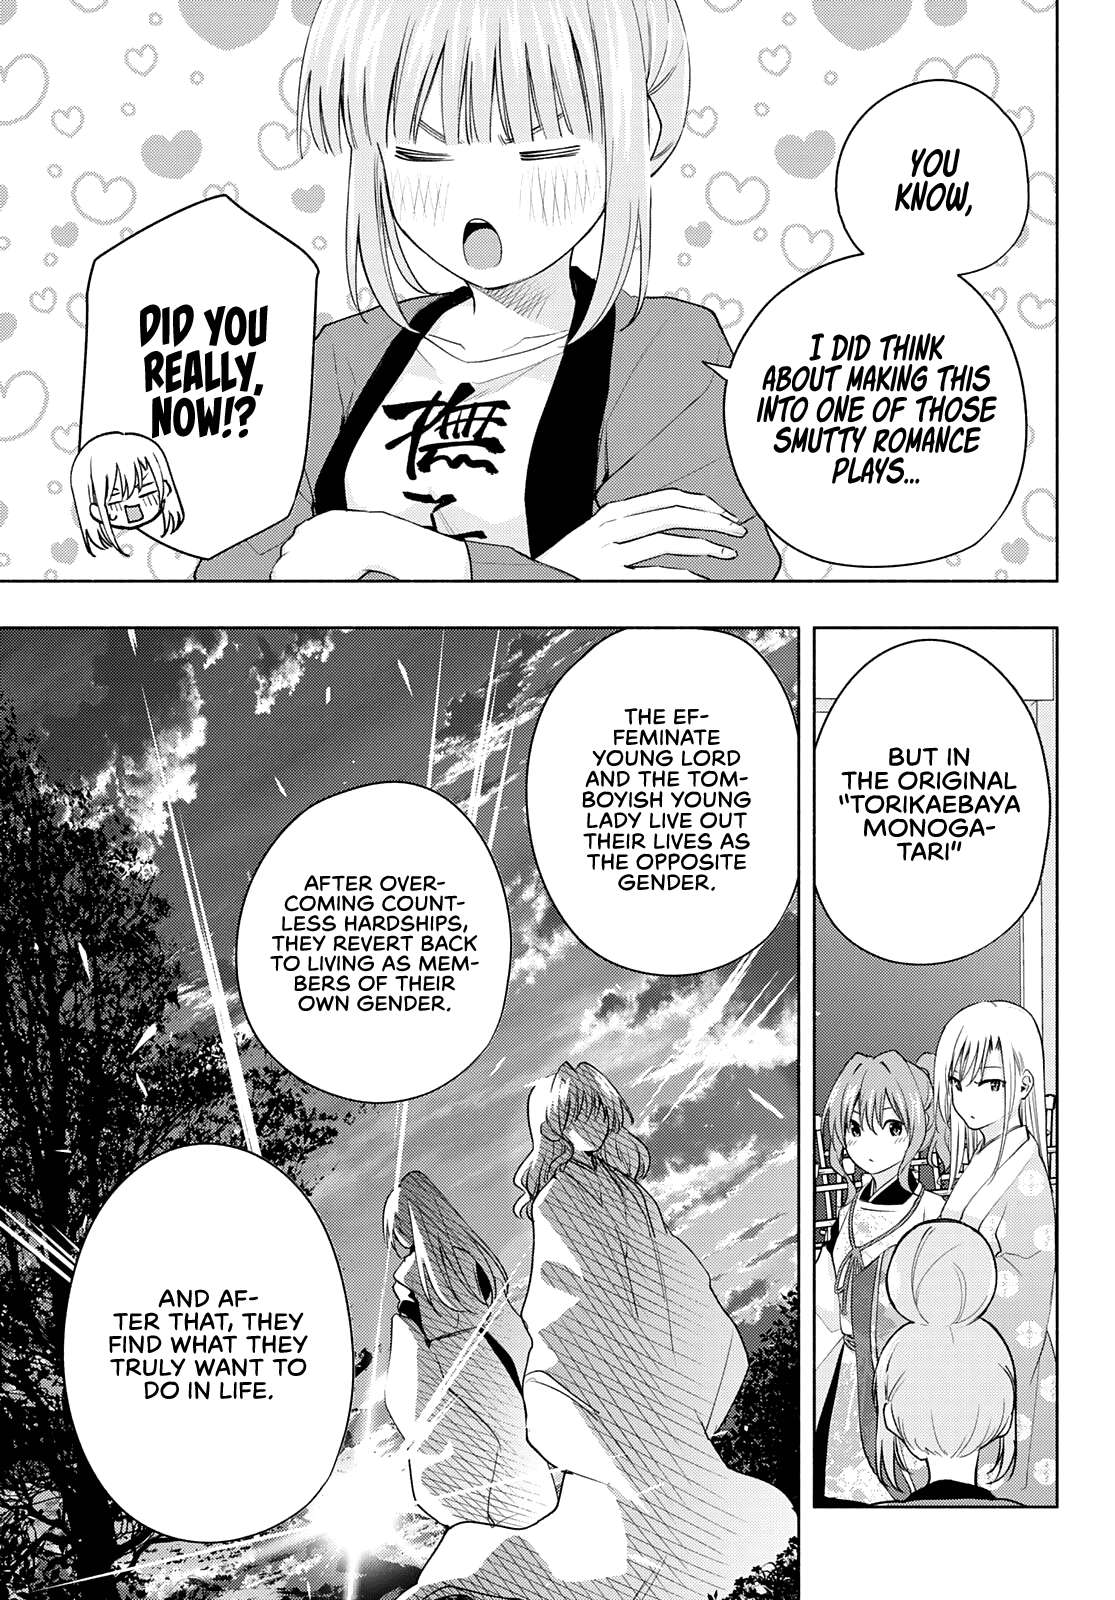 YOU
KNOW,
I DID THINK
ABOUT MAKING THIS
INTO ONE OF THOSE
SMUTTY ROMANCE
PLAYS...
DID YOU
REALLY,
NOW!?
撫
子
BUT IN
THE ORIGINAL
"TORIKAEBAYA
MONOGA-
TARI"
THE EF-
FEMINATE
YOUNG LORD
AND THE TOM-
BOYISH YOUNG
LADY LIVE OUT
THEIR LIVES AS
THE OPPOSITE
GENDER.
AFTER OVER-
COMING COUNT-
LESS HARDSHIPS,
THEY REVERT BACK
TO LIVING AS MEM-
BERS OF THEIR
OWN GENDER.
AND AF-
TER THAT, THEY
FIND WHAT THEY
TRULY WANT TO
DO IN LIFE.